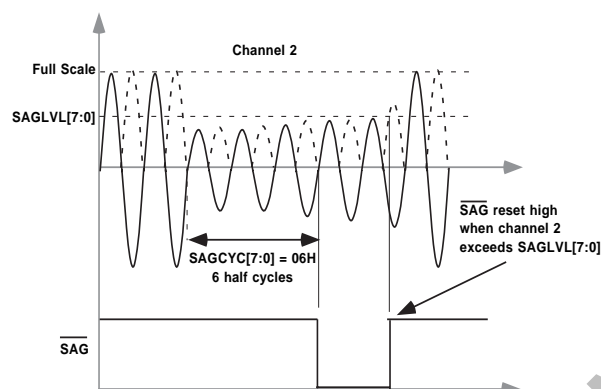 Channel 2
Full Scale
SAGLVL[7:0]
SAG reset high
when channel 2
exceeds SAGLVL[7:0]
SAGCYC[7:0] = 06H
6 half cycles
SAG